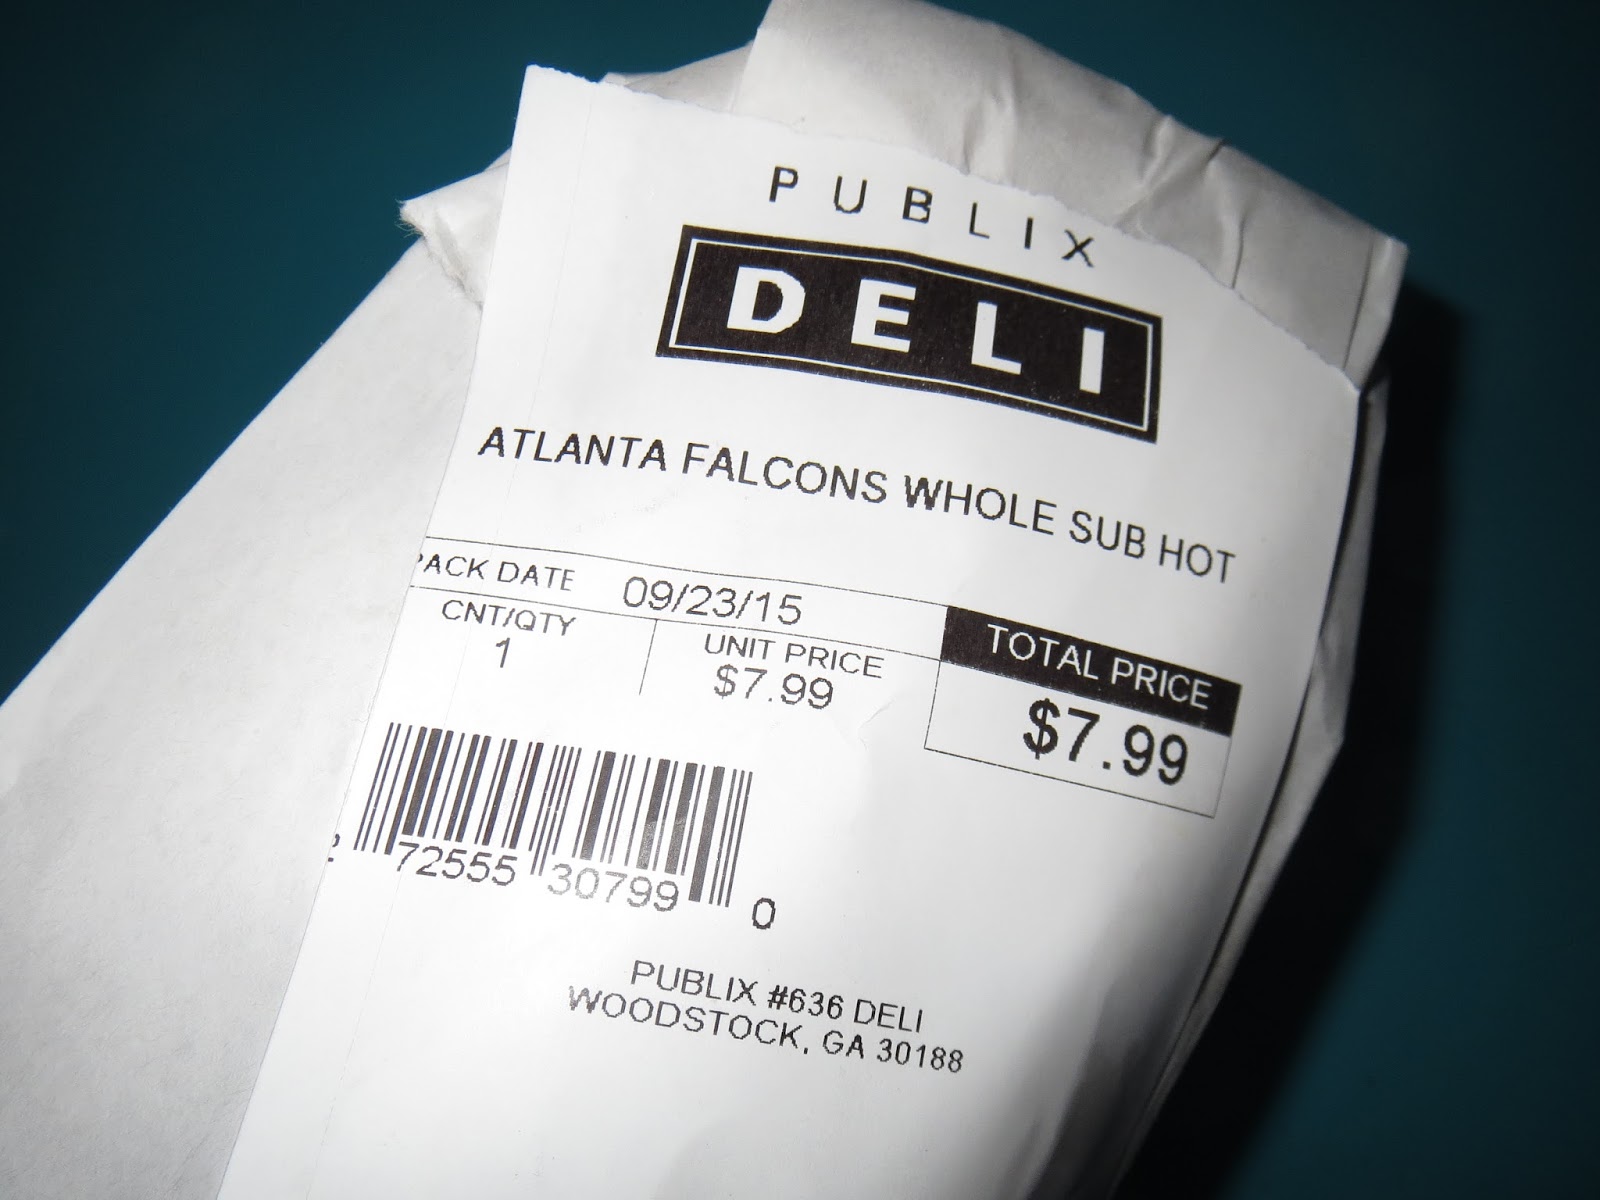 PUBLIX
DELI
ATLANTA FALCONS WHOLE SUB HOT
PACK DATE 09/23/15
CNT/QTY
1
UNIT PRICE
$7.99
TOTAL PRICE
$7.99
2 72555 30799 0
PUBLIX #636 DELI
WOODSTOCK, GA 30188